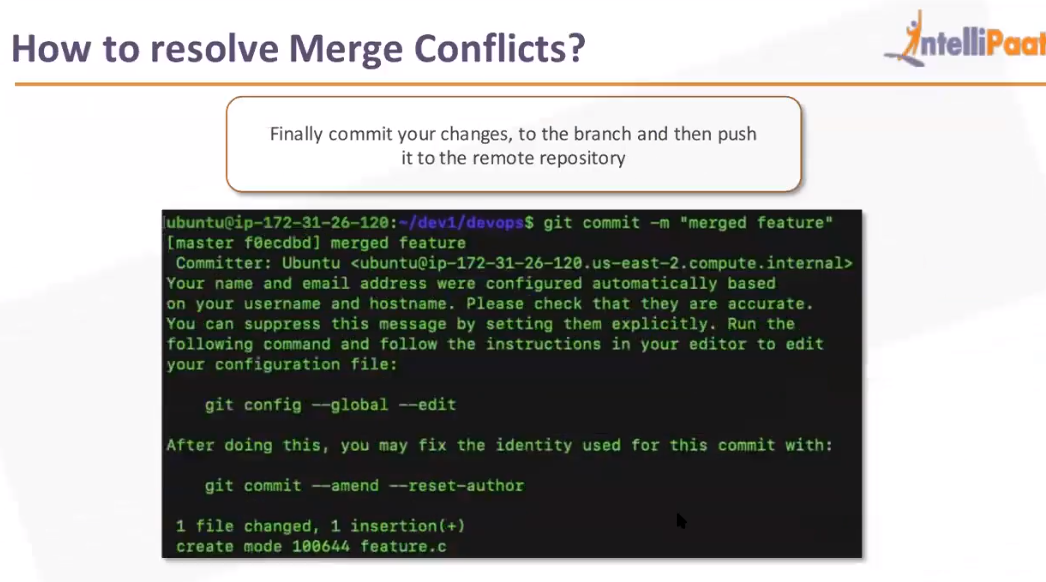 How to resolve Merge Conflicts?
IntelliPaat
Finally commit your changes, to the branch and then push
it to the remote repository
ubuntu@ip-172-31-26-120:~/dev1/devops$ git commit -m "merged feature"
[master f0ecdbd] merged feature
Committer: Ubuntu <ubuntu@ip-172-31-26-120.us-east-2.compute.internal>
Your name and email address were configured automatically based
on your username and hostname. Please check that they are accurate.
You can suppress this message by setting them explicitly. Run the
following command and follow the instructions in your editor to edit
your configuration file:
git config --global --edit
After doing this, you may fix the identity used for this commit with:
git commit --amend --reset-author
1 file changed, 1 insertion(+)
create mode 100644 feature.c